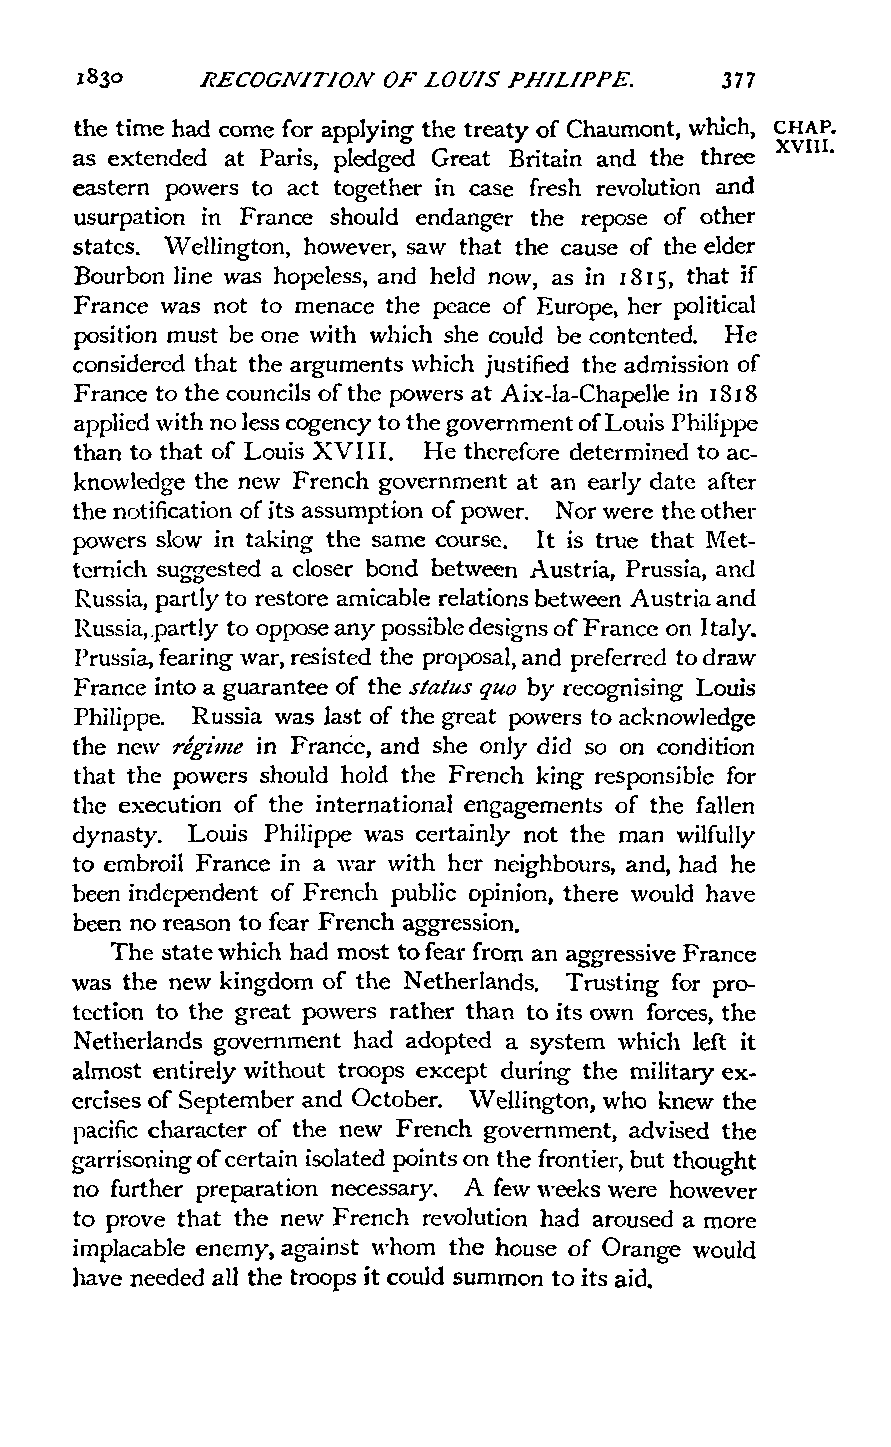 1830 RECOGNITION OF LOUIS PHILIPPE. 377
the time had come for applying the treaty of Chaumont, which, CHAP.
as extended at Paris, pledged Great Britain and the three XVIII.
eastern powers to act together in case fresh revolution and
usurpation in France should endanger the repose of other
states. Wellington, however, saw that the cause of the elder
Bourbon line was hopeless, and held now, as in 1815, that if
France was not to menace the peace of Europe, her political
position must be one with which she could be contented. He
considered that the arguments which justified the admission of
France to the councils of the powers at Aix-la-Chapelle in 1818
applied with no less cogency to the government of Louis Philippe
than to that of Louis XVIII. He therefore determined to ac-
knowledge the new French government at an early date after
the notification of its assumption of power. Nor were the other
powers slow in taking the same course. It is true that Met-
ternich suggested a closer bond between Austria, Prussia, and
Russia, partly to restore amicable relations between Austria and
Russia, partly to oppose any possible designs of France on Italy.
Prussia, fearing war, resisted the proposal, and preferred to draw
France into a guarantee of the status quo by recognising Louis
Philippe. Russia was last of the great powers to acknowledge
the new régime in France, and she only did so on condition
that the powers should hold the French king responsible for
the execution of the international engagements of the fallen
dynasty. Louis Philippe was certainly not the man wilfully
to embroil France in a war with her neighbours, and, had he
been independent of French public opinion, there would have
been no reason to fear French aggression.
The state which had most to fear from an aggressive France
was the new kingdom of the Netherlands. Trusting for pro-
tection to the great powers rather than to its own forces, the
Netherlands government had adopted a system which left it
almost entirely without troops except during the military ex-
ercises of September and October. Wellington, who knew the
pacific character of the new French government, advised the
garrisoning of certain isolated points on the frontier, but thought
no further preparation necessary. A few weeks were however
to prove that the new French revolution had aroused a more
implacable enemy, against whom the house of Orange would
have needed all the troops it could summon to its aid.